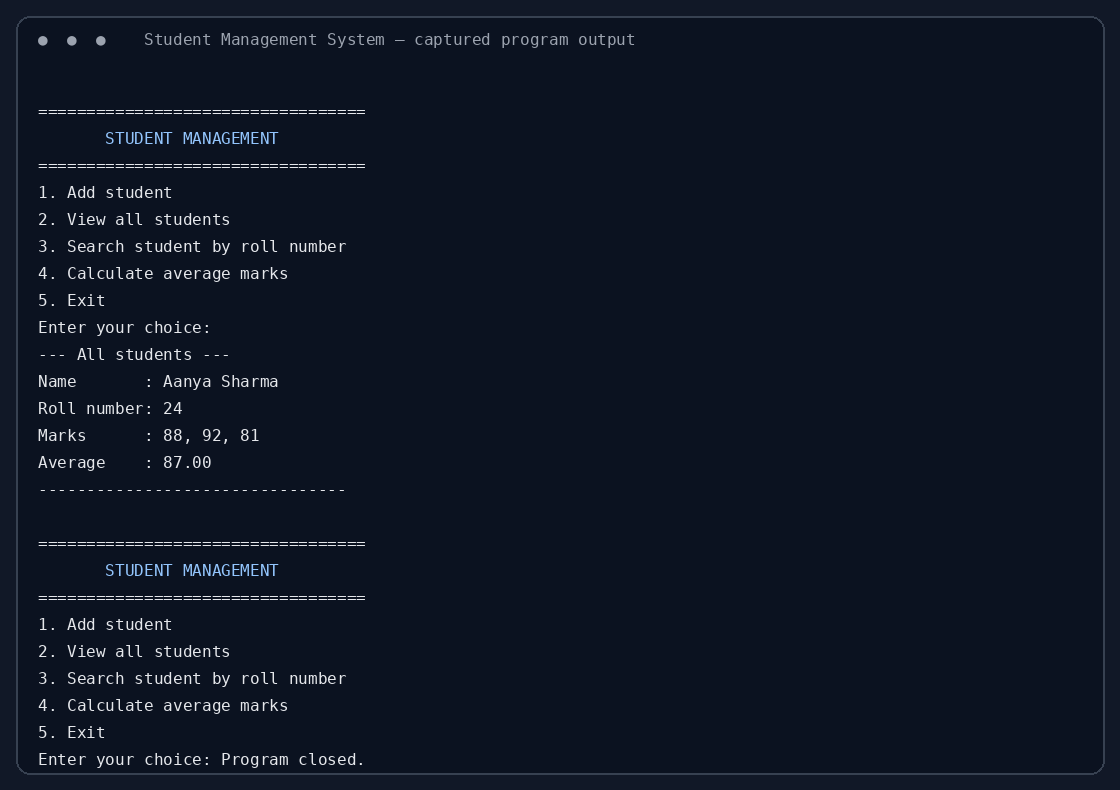 Student Management System — captured program output
==================================
STUDENT MANAGEMENT
==================================
1. Add student
2. View all students
3. Search student by roll number
4. Calculate average marks
5. Exit
Enter your choice:
--- All students ---
Name       : Aanya Sharma
Roll number: 24
Marks      : 88, 92, 81
Average    : 87.00
--------------------------------
==================================
STUDENT MANAGEMENT
==================================
1. Add student
2. View all students
3. Search student by roll number
4. Calculate average marks
5. Exit
Enter your choice: Program closed.